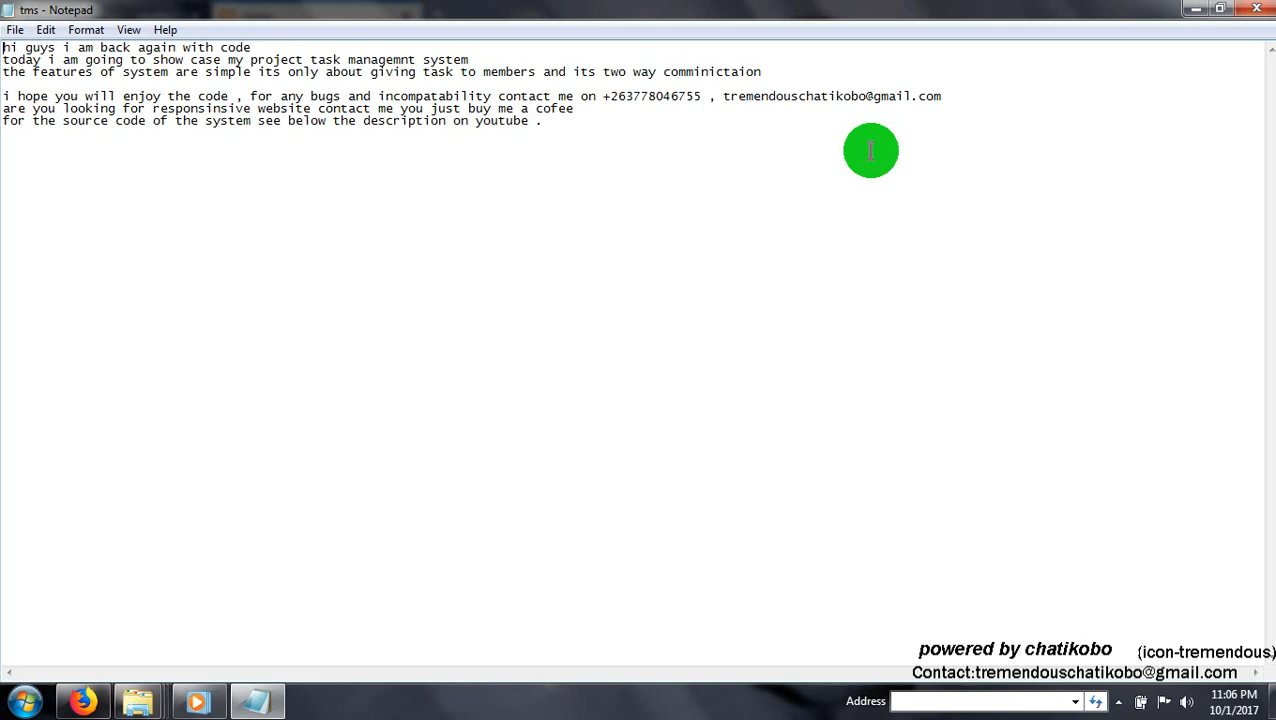 tms - Notepad
File Edit Format View Help
hi guys i am back again with code
today i am going to show case my project task managemnt system
the features of system are simple its only about giving task to members and its two way comminictaion
i hope you will enjoy the code , for any bugs and incompatability contact me on +263778046755 , tremendouschatikobo@gmail.com
are you looking for responsinsive website contact me you just buy me a cofee
for the source code of the system see below the description on youtube .
powered by chatikobo (icon-tremendous)
Contact:tremendouschatikobo@gmail.com
Address
11:06 PM
10/1/2017